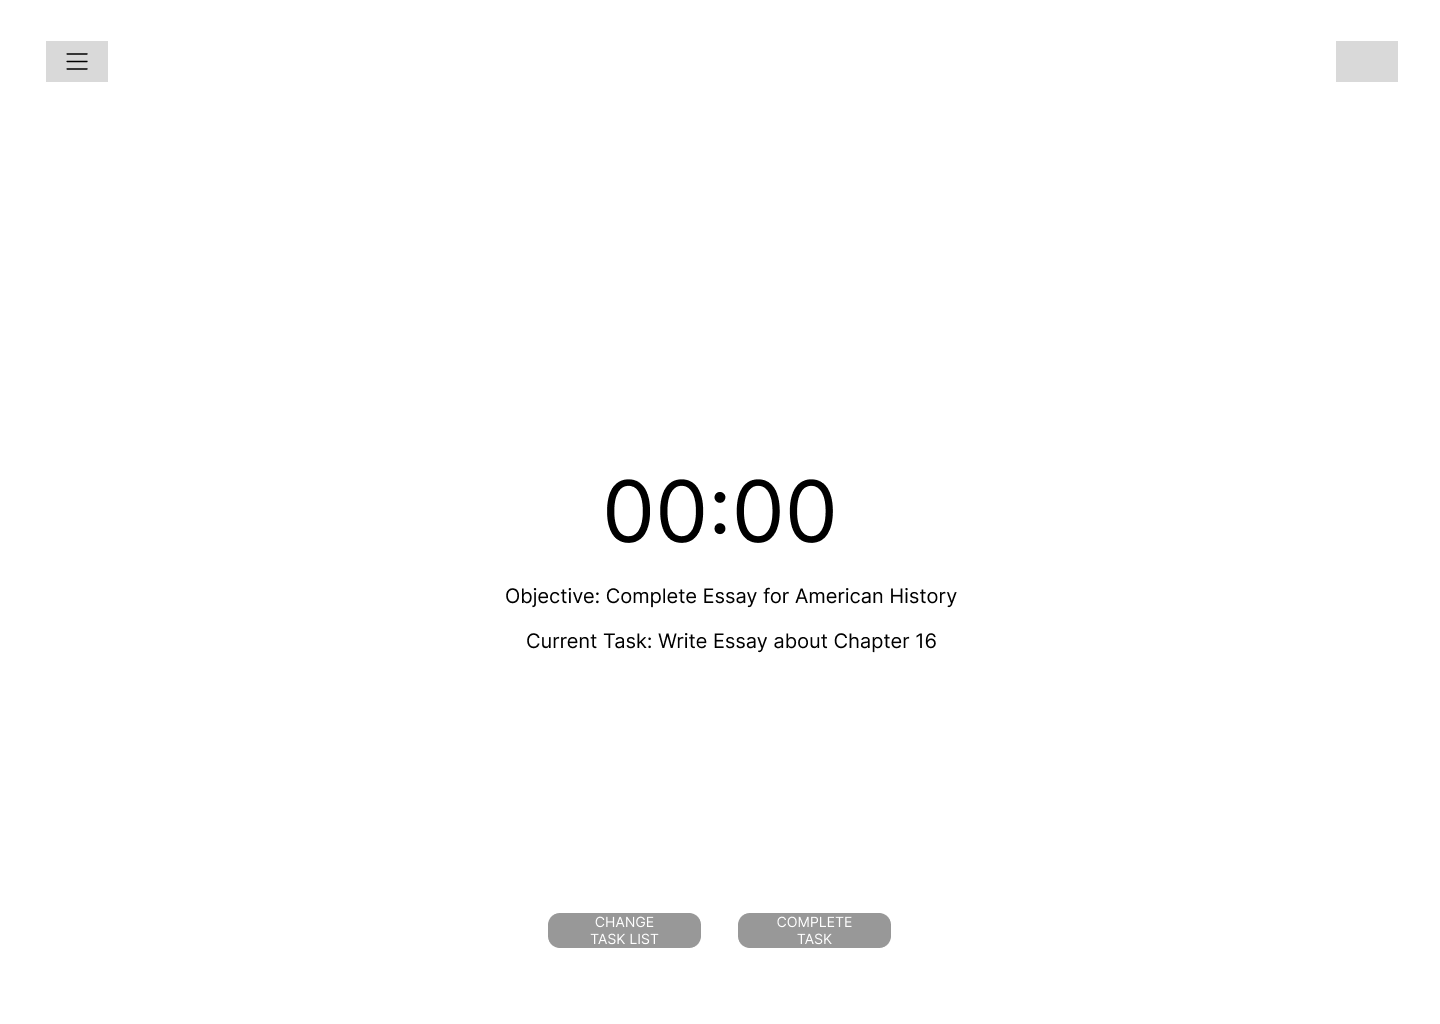 00:00
Objective: Complete Essay for American History
Current Task: Write Essay about Chapter 16
CHANGE
TASK LIST
COMPLETE
TASK